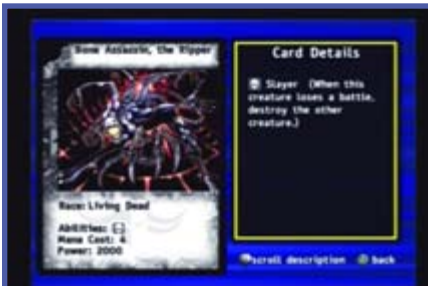 Bone Assassin, the Ripper
Race: Living Dead
Abilities:
Mana Cost: 4
Power: 2000
Card Details
Slayer (When this
creature loses a battle,
destroy the other
creature.)
scroll description
back